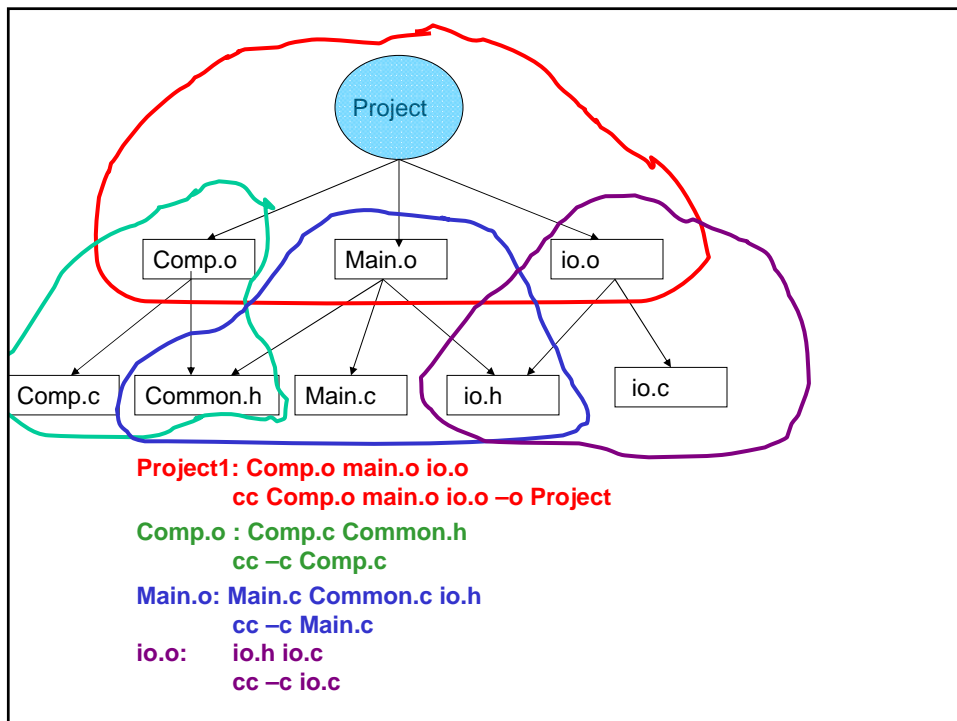 Project
Comp.o
Main.o
io.o
Comp.c
Common.h
Main.c
io.h
io.c
Project1: Comp.o main.o io.o
cc Comp.o main.o io.o –o Project
Comp.o : Comp.c Common.h
cc –c Comp.c
Main.o: Main.c Common.c io.h
cc –c Main.c
io.o: io.h io.c
cc –c io.c